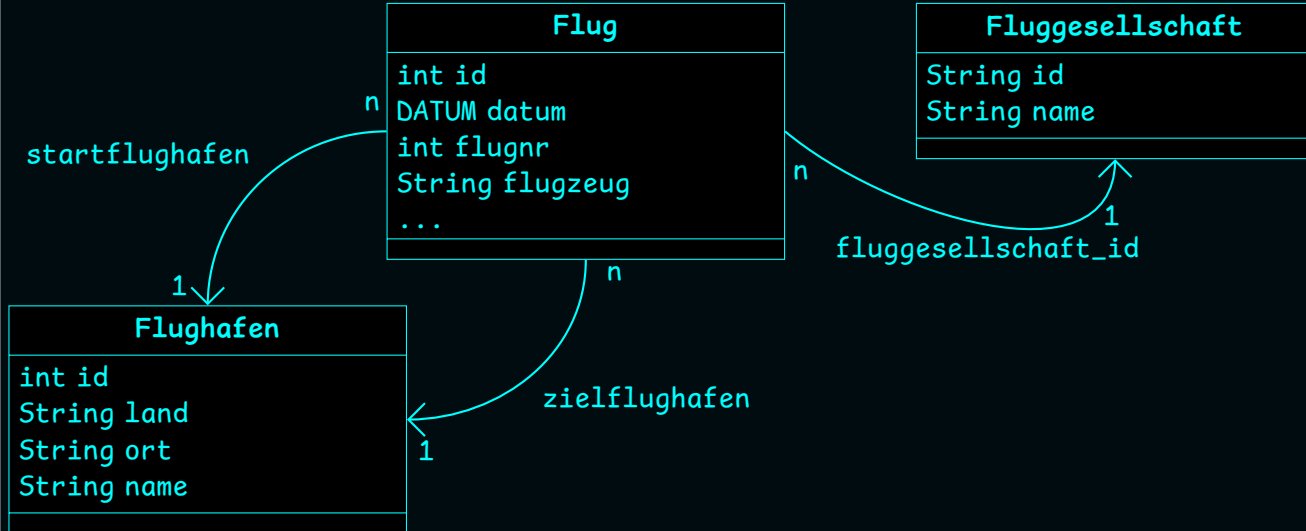 Flug
int id
DATUM datum
int flugnr
String flugzeug
...
Fluggesellschaft
String id
String name
n
startflughafen
1
n
1
fluggesellschaft_id
n
zielflughafen
1
Flughafen
int id
String land
String ort
String name